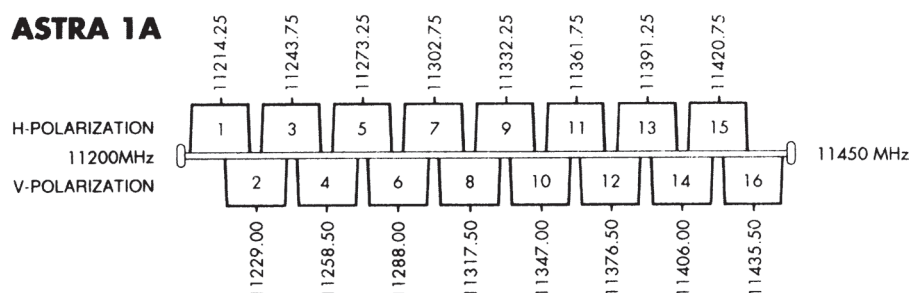 ASTRA 1A
11214.25 11243.75 11273.25 11302.75 11332.25 11361.75 11391.25 11420.75
H-POLARIZATION 1 3 5 7 9 11 13 15
11200MHz 11450 MHz
V-POLARIZATION 2 4 6 8 10 12 14 16
11229.00 11258.50 11288.00 11317.50 11347.00 11376.50 11406.00 11435.50